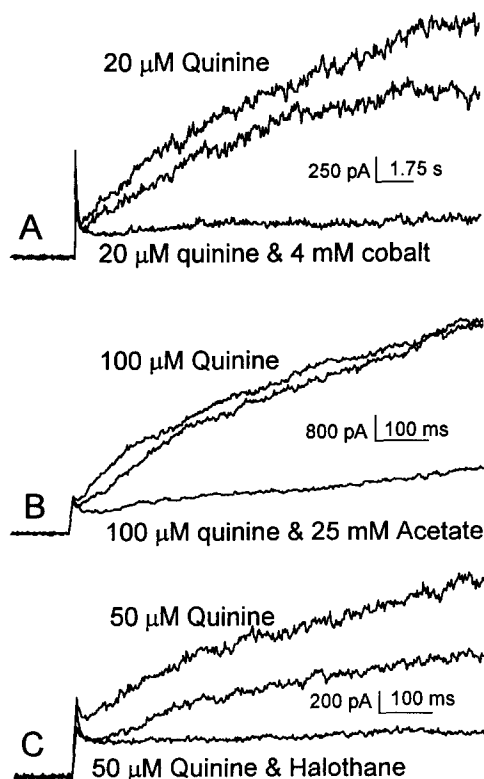 20 μM Quinine
250 pA 1.75 s
A
20 μM quinine & 4 mM cobalt
100 μM Quinine
800 pA 100 ms
B
100 μM quinine & 25 mM Acetate
50 μM Quinine
200 pA 100 ms
C
50 μM Quinine & Halothane